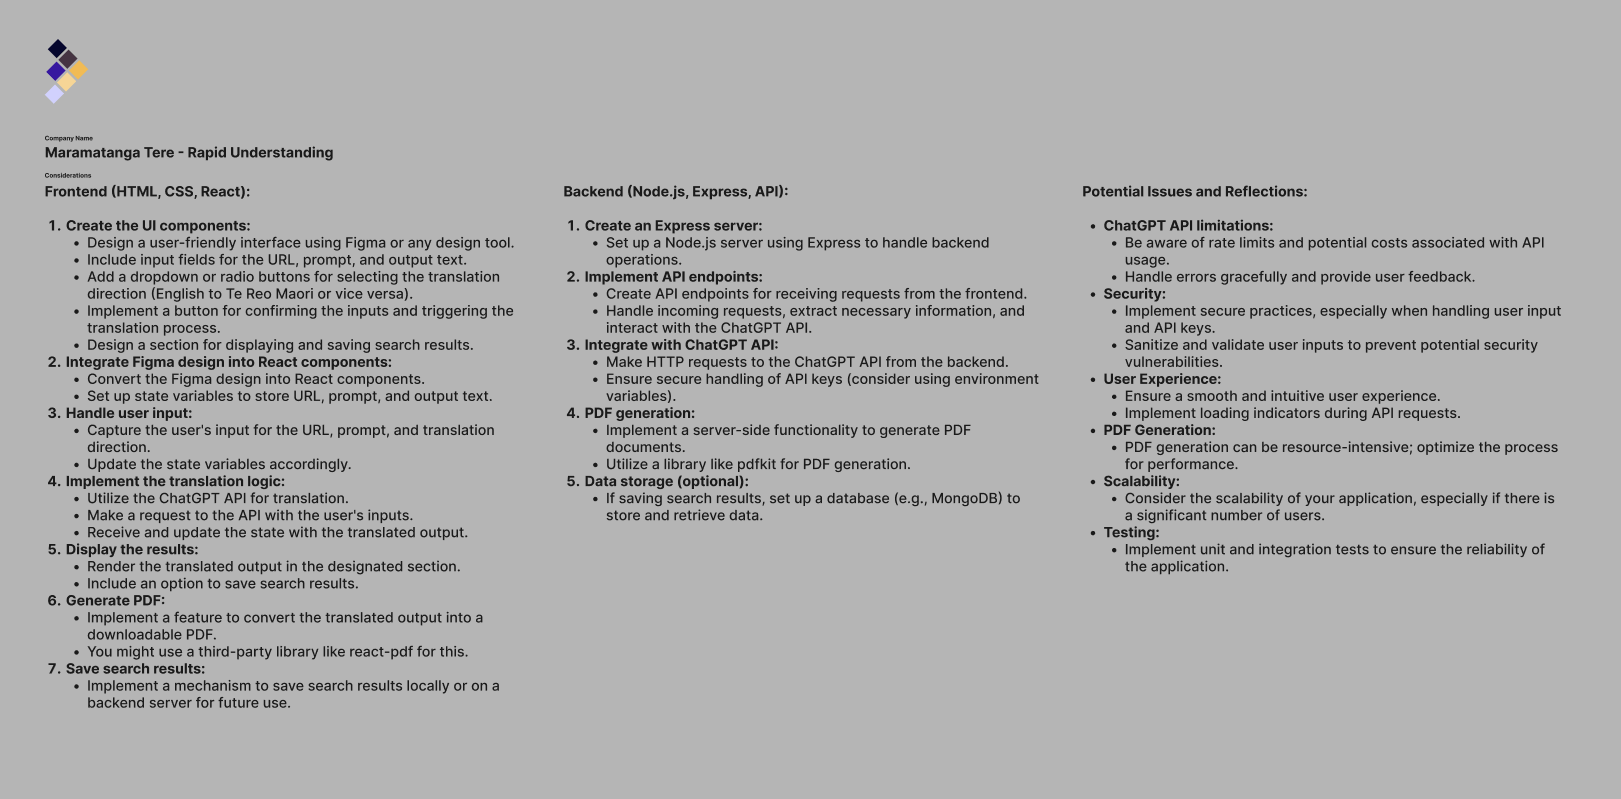 Company Name
Maramatanga Tere - Rapid Understanding
Considerations
Frontend (HTML, CSS, React):
1. Create the UI components:
• Design a user-friendly interface using Figma or any design tool.
• Include input fields for the URL, prompt, and output text.
• Add a dropdown or radio buttons for selecting the translation
direction (English to Te Reo Maori or vice versa).
• Implement a button for confirming the inputs and triggering the
translation process.
• Design a section for displaying and saving search results.
2. Integrate Figma design into React components:
• Convert the Figma design into React components.
• Set up state variables to store URL, prompt, and output text.
3. Handle user input:
• Capture the user's input for the URL, prompt, and translation
direction.
• Update the state variables accordingly.
4. Implement the translation logic:
• Utilize the ChatGPT API for translation.
• Make a request to the API with the user's inputs.
• Receive and update the state with the translated output.
5. Display the results:
• Render the translated output in the designated section.
• Include an option to save search results.
6. Generate PDF:
• Implement a feature to convert the translated output into a
downloadable PDF.
• You might use a third-party library like react-pdf for this.
7. Save search results:
• Implement a mechanism to save search results locally or on a
backend server for future use.
Backend (Node.js, Express, API):
1. Create an Express server:
• Set up a Node.js server using Express to handle backend
operations.
2. Implement API endpoints:
• Create API endpoints for receiving requests from the frontend.
• Handle incoming requests, extract necessary information, and
interact with the ChatGPT API.
3. Integrate with ChatGPT API:
• Make HTTP requests to the ChatGPT API from the backend.
• Ensure secure handling of API keys (consider using environment
variables).
4. PDF generation:
• Implement a server-side functionality to generate PDF
documents.
• Utilize a library like pdfkit for PDF generation.
5. Data storage (optional):
• If saving search results, set up a database (e.g., MongoDB) to
store and retrieve data.
Potential Issues and Reflections:
• ChatGPT API limitations:
• Be aware of rate limits and potential costs associated with API
usage.
• Handle errors gracefully and provide user feedback.
• Security:
• Implement secure practices, especially when handling user input
and API keys.
• Sanitize and validate user inputs to prevent potential security
vulnerabilities.
• User Experience:
• Ensure a smooth and intuitive user experience.
• Implement loading indicators during API requests.
• PDF Generation:
• PDF generation can be resource-intensive; optimize the process
for performance.
• Scalability:
• Consider the scalability of your application, especially if there is
a significant number of users.
• Testing:
• Implement unit and integration tests to ensure the reliability of
the application.